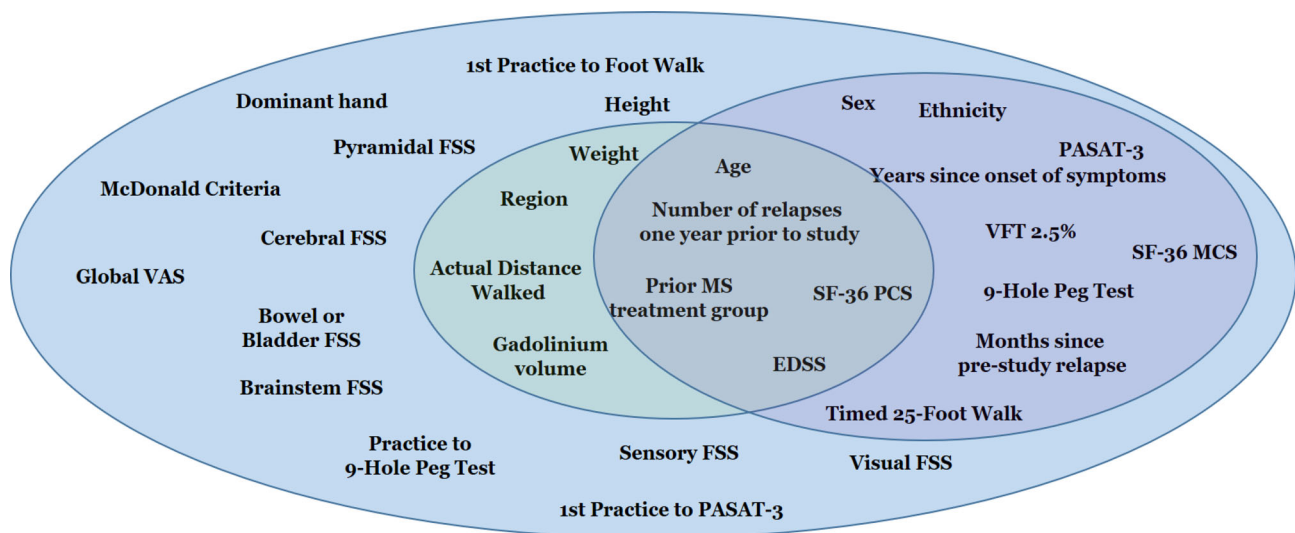 1st Practice to Foot Walk
Dominant hand
Height
Sex
Ethnicity
Pyramidal FSS
Weight
Age
PASAT-3
Years since onset of symptoms
McDonald Criteria
Region
Number of relapses
one year prior to study
Cerebral FSS
VFT 2.5%
SF-36 MCS
Global VAS
Actual Distance
Walked
Prior MS
treatment group
SF-36 PCS
9-Hole Peg Test
Bowel or
Bladder FSS
Gadolinium
volume
EDSS
Months since
pre-study relapse
Brainstem FSS
Timed 25-Foot Walk
Practice to
9-Hole Peg Test
Sensory FSS
Visual FSS
1st Practice to PASAT-3